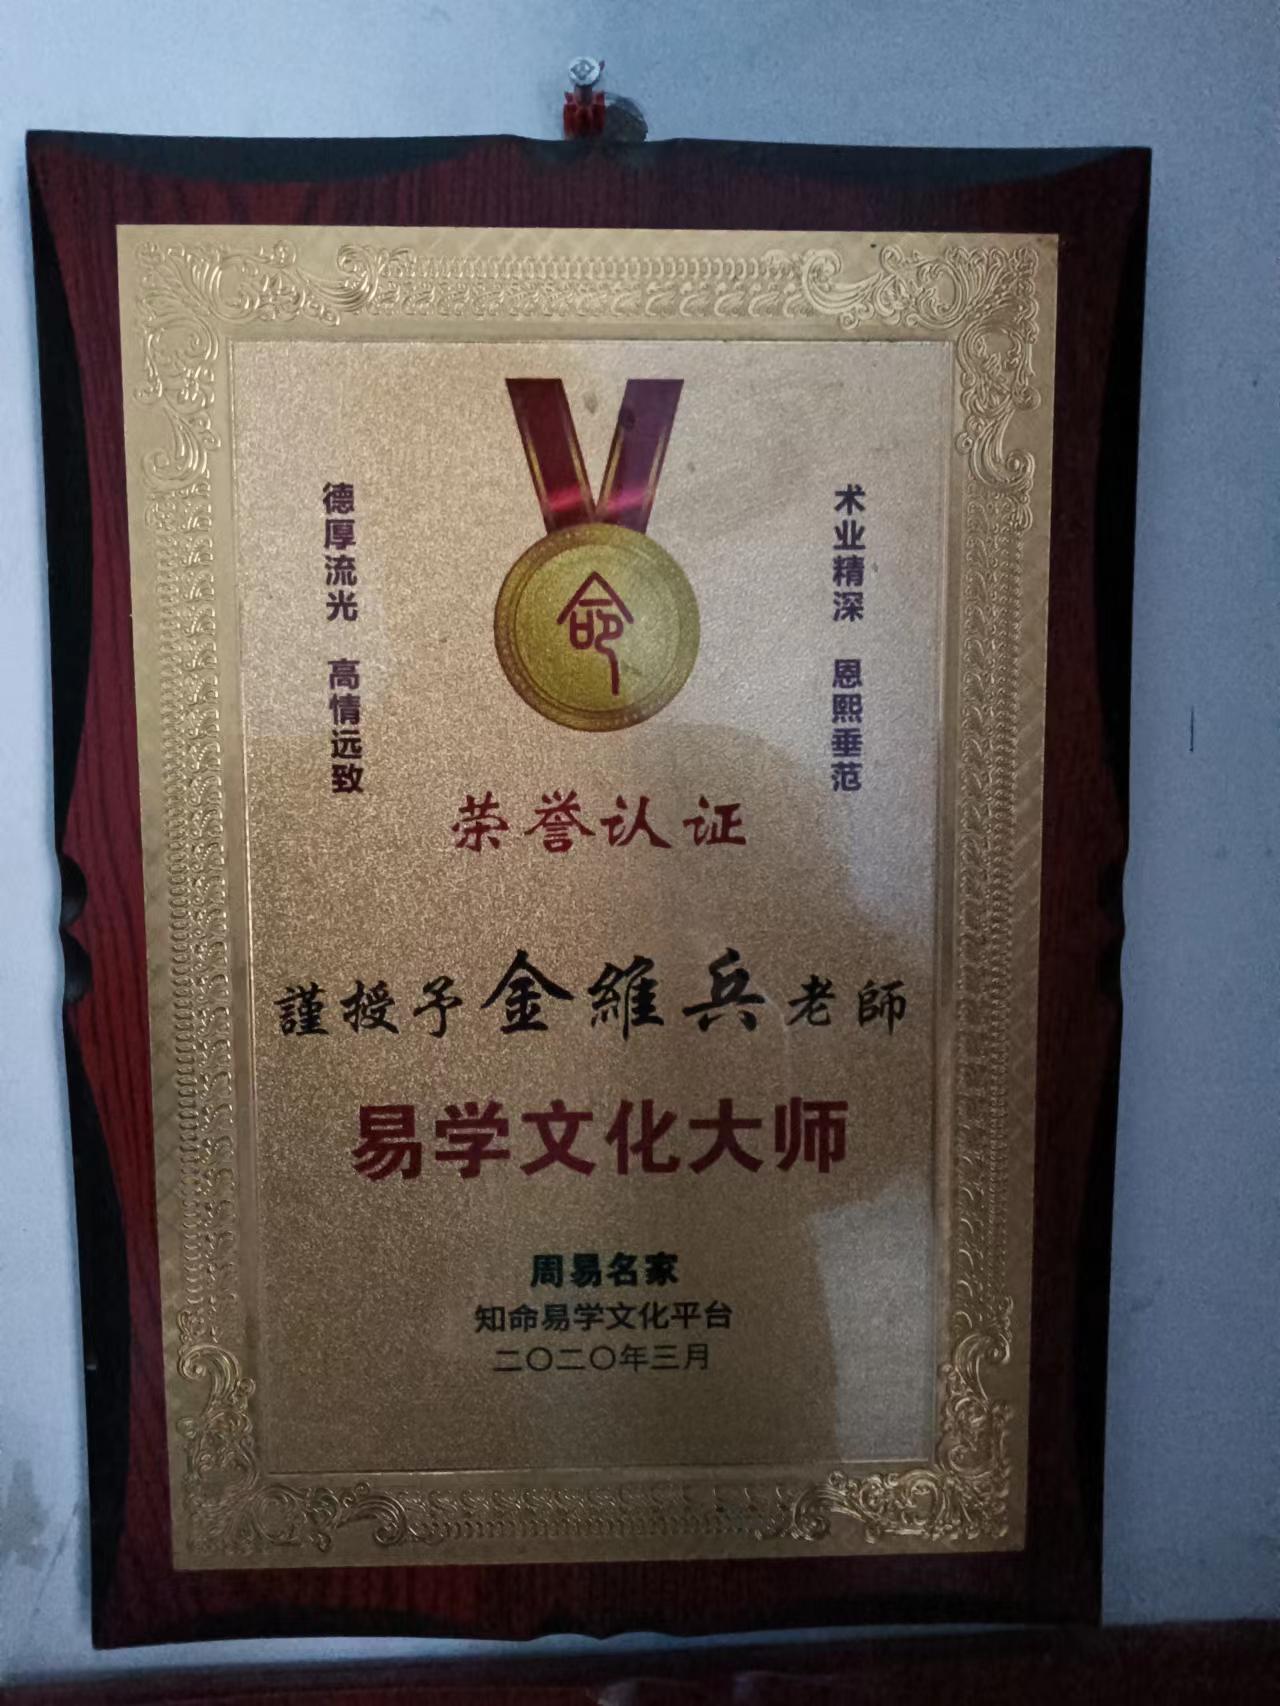 术业精深 恩熙垂范
德厚流光 高情远致
命
荣誉认证
謹授予金維兵老師
易学文化大师
周易名家
知命易学文化平台
二〇二〇年三月